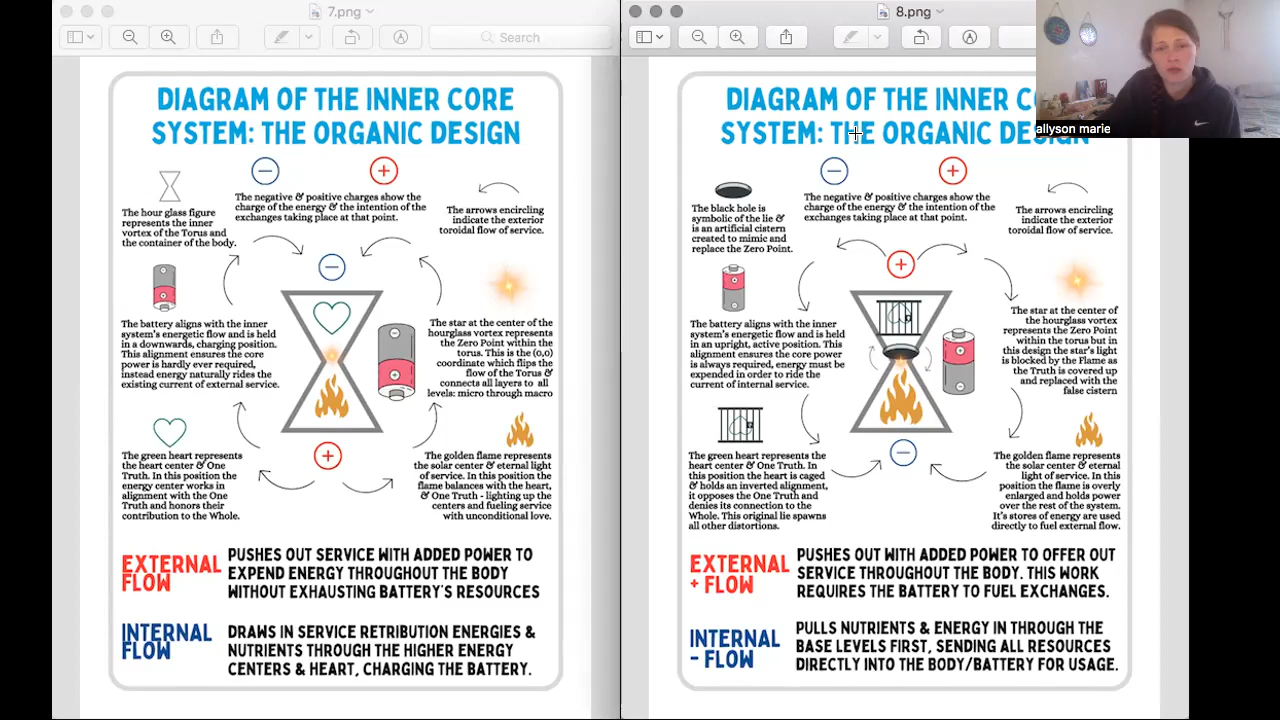 7.png
Search
DIAGRAM OF THE INNER CORE
SYSTEM: THE ORGANIC DESIGN
The negative & positive charges show the
charge of the energy & the intention of the
exchanges taking place at that point.
The hour glass figure
represents the inner
vortex of the Torus and
the container of the body.
The arrows encircling
indicate the exterior
toroidal flow of service.
The battery aligns with the inner
system's energetic flow and is held
in a downwards, charging position.
This alignment ensures the core
power is hardly ever required,
instead energy naturally rides the
existing current of external service.
The star at the center of the
hourglass vortex represents
the Zero Point within the
torus. This is the (0,0)
coordinate which flips the
flow of the Torus &
connects all layers to all
levels: micro through macro
The green heart represents
the heart center & One
Truth. In this position the
energy center works in
alignment with the One
Truth and honors their
contribution to the Whole.
The golden flame represents
the solar center & eternal light
of service. In this position the
flame balances with the heart,
& One Truth - lighting up the
centers and fueling service
with unconditional love.
EXTERNAL
FLOW
PUSHES OUT SERVICE WITH ADDED POWER TO
EXPEND ENERGY THROUGHOUT THE BODY
WITHOUT EXHAUSTING BATTERY'S RESOURCES
INTERNAL
FLOW
DRAWS IN SERVICE RETRIBUTION ENERGIES &
NUTRIENTS THROUGH THE HIGHER ENERGY
CENTERS & HEART, CHARGING THE BATTERY.
8.png
DIAGRAM OF THE INNER
SYSTEM: THE ORGANIC
The negative & positive charges show the
charge of the energy & the intention of the
exchanges taking place at that point.
The black hole is
symbolic of the lie &
is an artificial cistern
created to mimic and
replace the Zero Point.
The arrows encircling
indicate the exterior
toroidal flow of service.
The battery aligns with the inner
system's energetic flow and is held
in an upright, active position. This
alignment ensures the core power
is always required, energy must be
expended in order to ride the
current of internal service.
The star at the center of
the hourglass vortex
represents the Zero Point
within the torus but in
this design the star's light
is blocked by the Flame as
the Truth is covered up
and replaced with the
false cistern
The green heart represents the
heart center & One Truth. In
this position the heart is caged
& holds an inverted alignment,
it opposes the One Truth and
denies its connection to the
Whole. This original lie spawns
all other distortions.
The golden flame represents
the solar center & eternal
light of service. In this
position the flame is overly
enlarged and holds power
over the rest of the system.
It's stores of energy are used
directly to fuel external flow.
EXTERNAL
+ FLOW
PUSHES OUT WITH ADDED POWER TO OFFER OUT
SERVICE THROUGHOUT THE BODY. THIS WORK
REQUIRES THE BATTERY TO FUEL EXCHANGES.
INTERNAL
- FLOW
PULLS NUTRIENTS & ENERGY IN THROUGH THE
BASE LEVELS FIRST, SENDING ALL RESOURCES
DIRECTLY INTO THE BODY/BATTERY FOR USAGE.
allyson marie